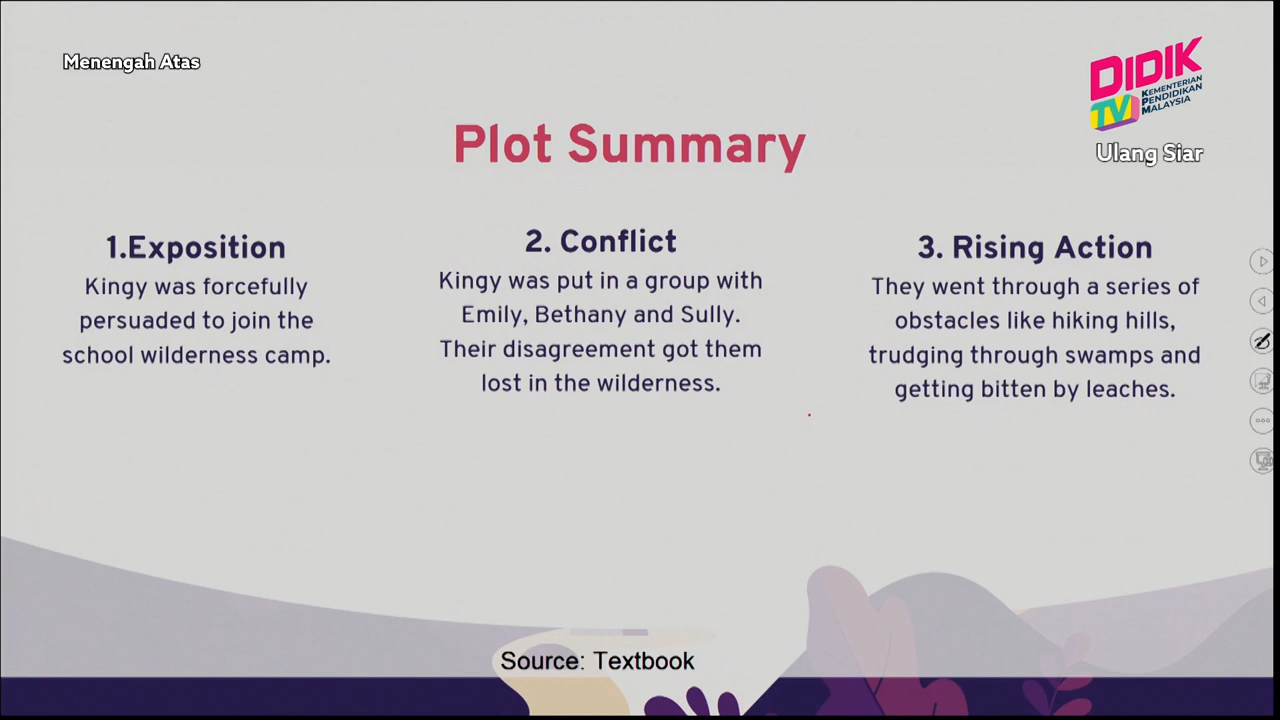 Menengah Atas
DIDIK
TV
KEMENTERIAN
PENDIDIKAN
MALAYSIA
Ulang Siar
Plot Summary
1.Exposition
Kingy was forcefully
persuaded to join the
school wilderness camp.
2. Conflict
Kingy was put in a group with
Emily, Bethany and Sully.
Their disagreement got them
lost in the wilderness.
3. Rising Action
They went through a series of
obstacles like hiking hills,
trudging through swamps and
getting bitten by leaches.
Source: Textbook